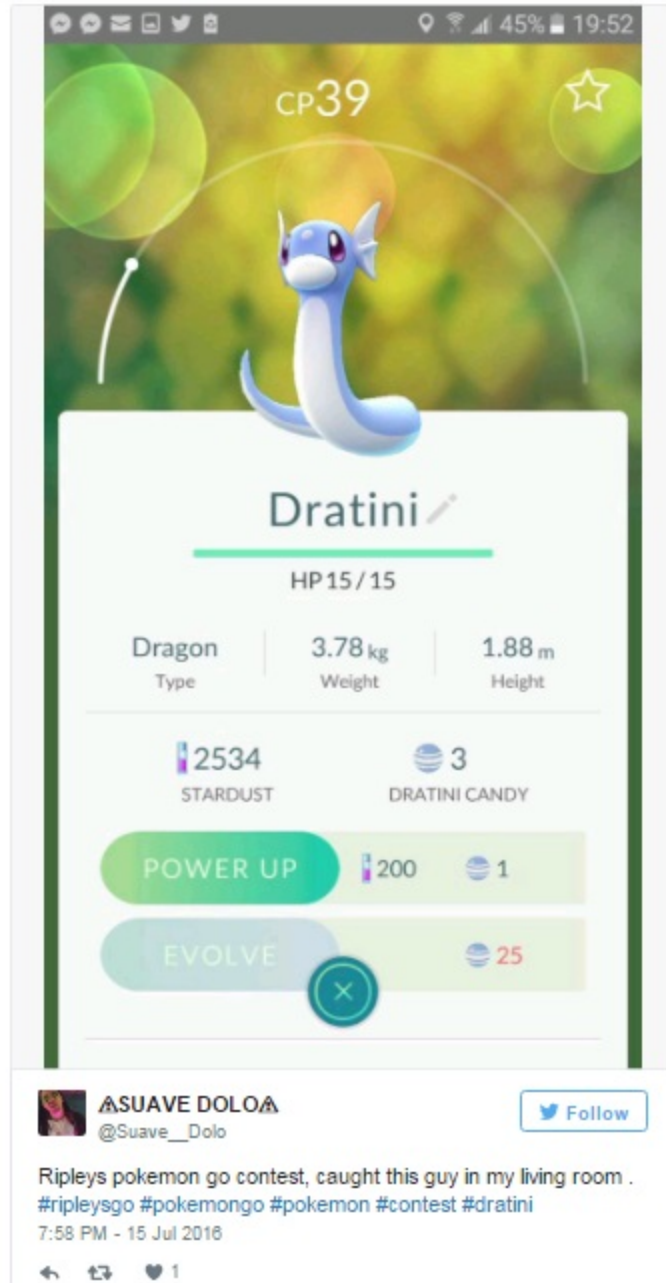 45% 19:52
CP39
Dratini
HP 15 / 15
Dragon 3.78 kg 1.88 m
Type Weight Height
2534 3
STARDUST DRATINI CANDY
POWER UP 200 1
EVOLVE 25
⚠SUAVE DOLO⚠
Follow
@Suave__Dolo
Ripleys pokemon go contest, caught this guy in my living room .
#ripleysgo #pokemongo #pokemon #contest #dratini
7:58 PM - 15 Jul 2016
1